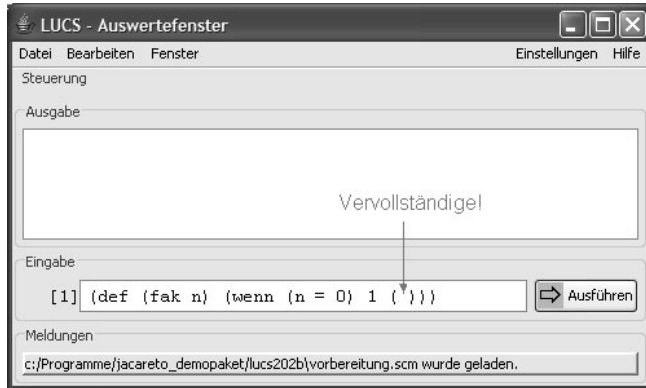 LUCS - Auswertefenster
Datei Bearbeiten Fenster Einstellungen Hilfe
Steuerung
Ausgabe
Vervollständige!
Eingabe
[1] (def (fak n) (wenn (n = 0) 1 (')))
Ausführen
Meldungen
c:/Programme/jacareto_demopaket/lucs202b\vorbereitung.scm wurde geladen.